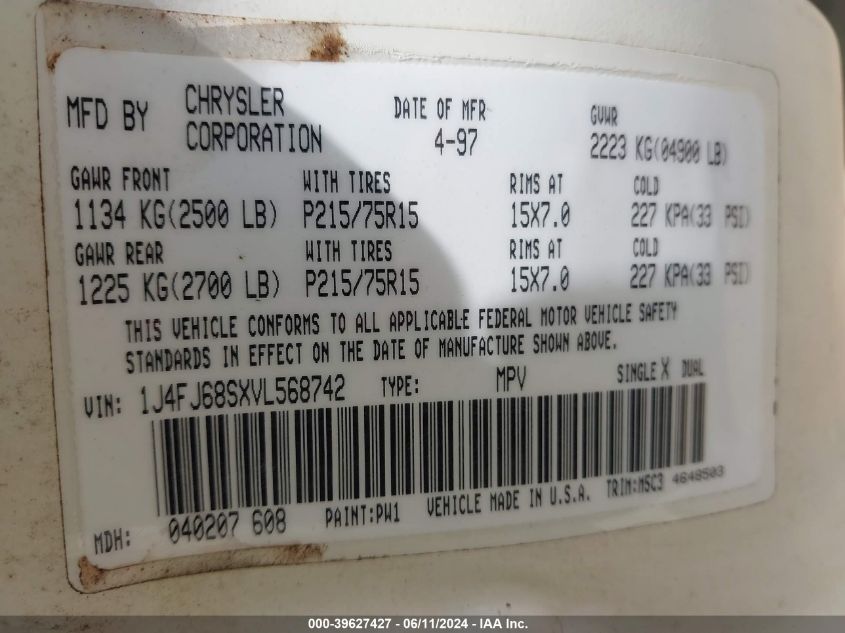 MFD BY CHRYSLER CORPORATION DATE OF MFR 4-97 GVWR 2223 KG(04900 LB)
GAWR FRONT WITH TIRES RIMS AT COLD
1134 KG(2500 LB) P215/75R15 15X7.0 227 KPA(33 PSI)
GAWR REAR WITH TIRES RIMS AT COLD
1225 KG(2700 LB) P215/75R15 15X7.0 227 KPA(33 PSI)
THIS VEHICLE CONFORMS TO ALL APPLICABLE FEDERAL MOTOR VEHICLE SAFETY
STANDARDS IN EFFECT ON THE DATE OF MANUFACTURE SHOWN ABOVE.
VIN: 1J4FJ68SXVL568742 TYPE: MPV SINGLE X DUAL
MDH: 040207 608 PAINT:PW1 VEHICLE MADE IN U.S.A. TRIM:M5C3 4648503
000-39627427 - 06/11/2024 - IAA Inc.